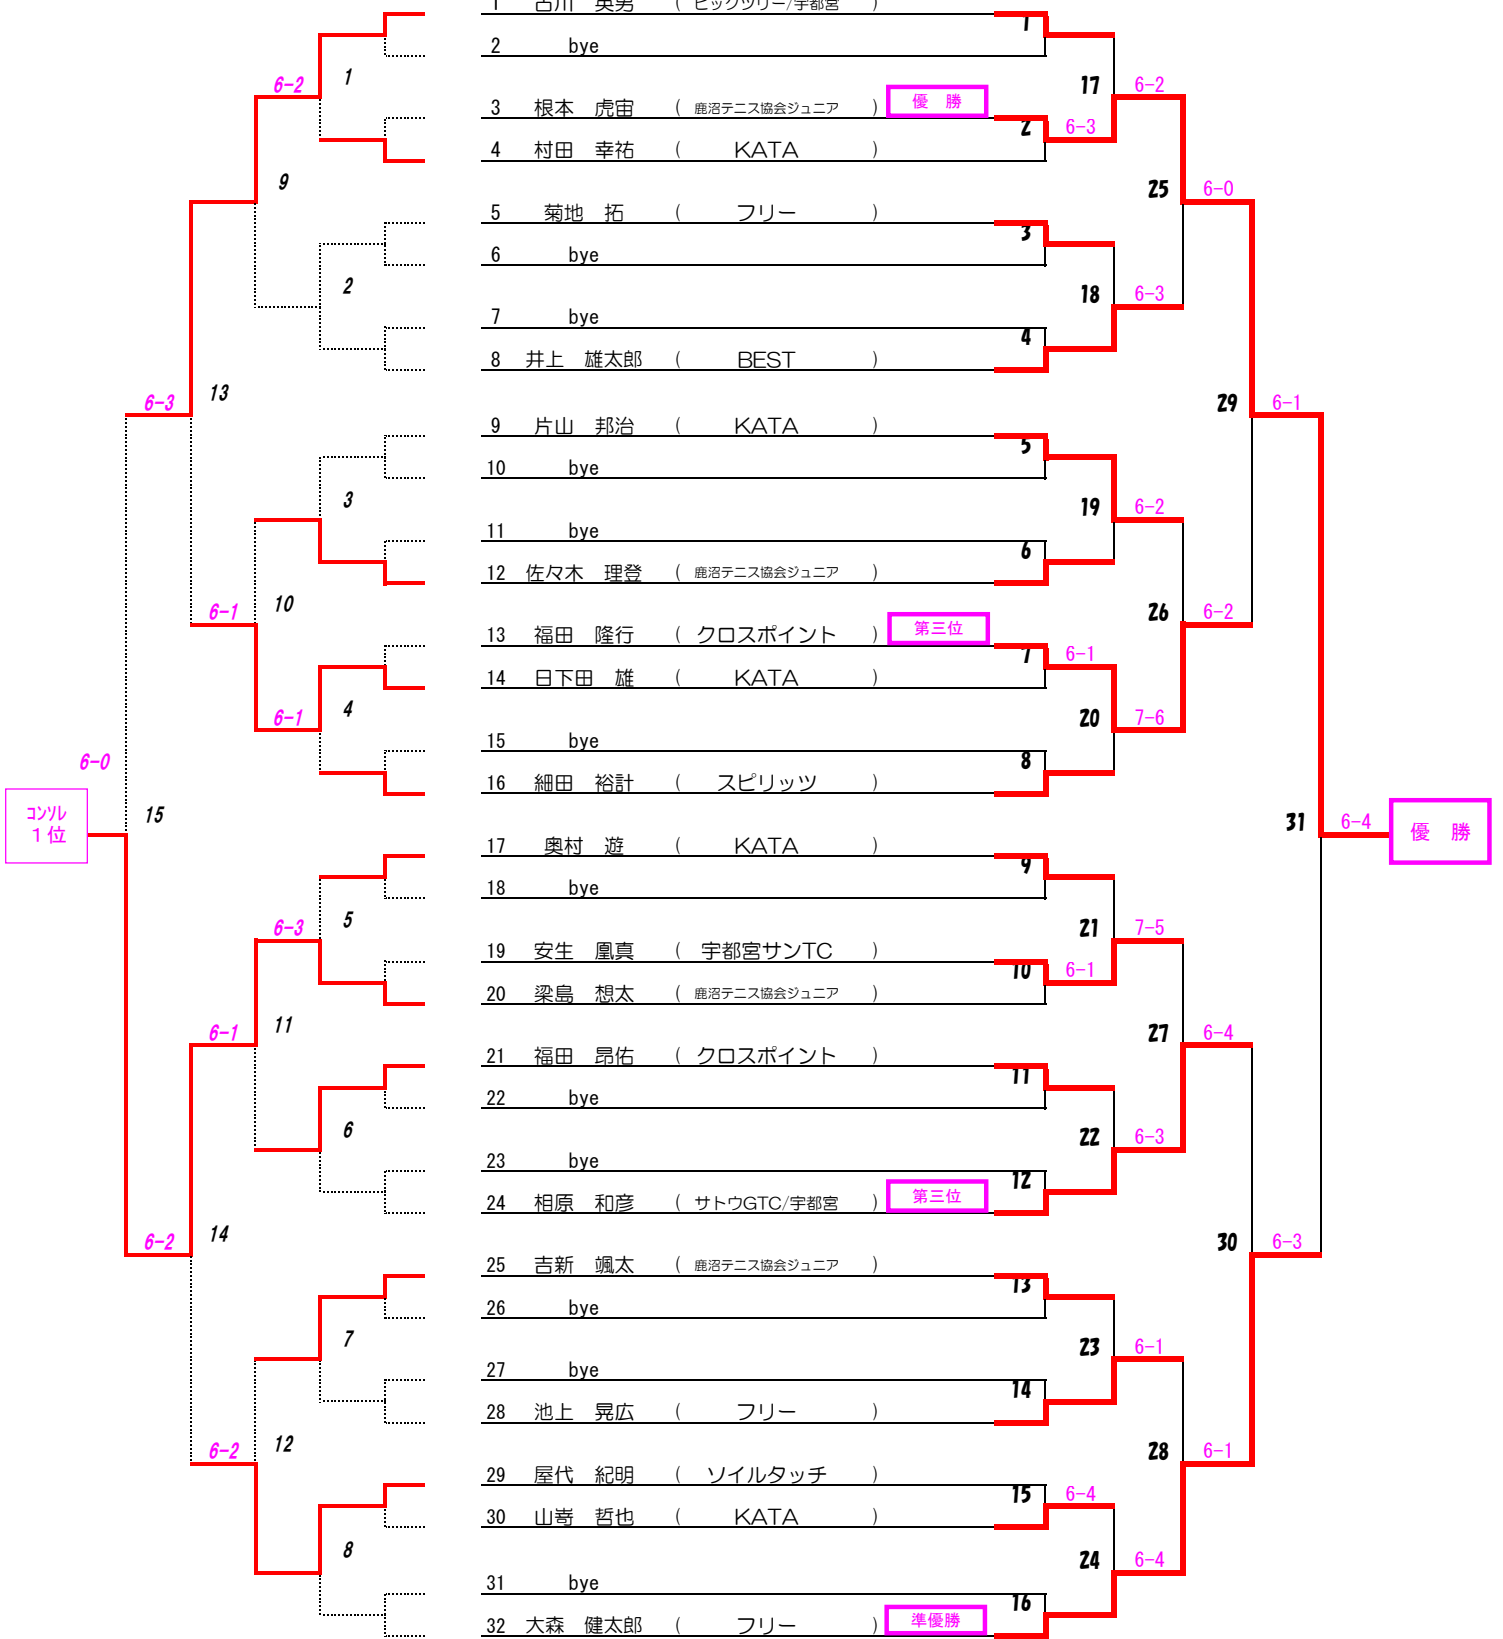 1 古川 英男 ( ビックツリー/宇都宮 )
1
2 bye
6-2 1 17 6-2
3 根本 虎宙 ( 鹿沼テニス協会ジュニア ) 優 勝
2 6-3
4 村田 幸祐 ( KATA )
9 25 6-0
5 菊地 拓 ( フリー )
3
6 bye
2 18 6-3
7 bye
4
8 井上 雄太郎 ( BEST )
6-3 13 29 6-1
9 片山 邦治 ( KATA )
5
10 bye
3 19 6-2
11 bye
6
12 佐々木 理登 ( 鹿沼テニス協会ジュニア )
6-1 10 26 6-2
13 福田 隆行 ( クロスポイント ) 第三位
7 6-1
14 日下田 雄 ( KATA )
6-1 4 20 7-6
15 bye
8
16 細田 裕計 ( スピリッツ )
6-0
コンソル
1位
15 31 6-4 優 勝
17 奥村 遊 ( KATA )
9
18 bye
6-3 5 21 7-5
19 安生 凰真 ( 宇都宮サンTC )
10 6-1
20 梁島 想太 ( 鹿沼テニス協会ジュニア )
6-1 11 27 6-4
21 福田 昂佑 ( クロスポイント )
11
22 bye
6 22 6-3
23 bye
12
24 相原 和彦 ( サトウGTC/宇都宮 ) 第三位
6-2 14 30 6-3
25 吉新 颯太 ( 鹿沼テニス協会ジュニア )
13
26 bye
7 23 6-1
27 bye
14
28 池上 晃広 ( フリー )
6-2 12 28 6-1
29 屋代 紀明 ( ソイルタッチ )
15 6-4
30 山嵜 哲也 ( KATA )
8 24 6-4
31 bye
16
32 大森 健太郎 ( フリー ) 準優勝